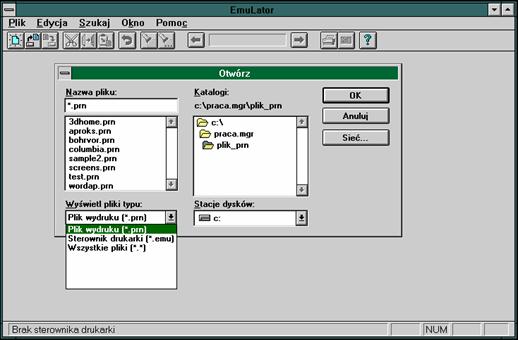 EmuLator
Plik Edycja Szukaj Okno Pomoc
Otwórz
Nazwa pliku:
*.prn
3dhome.prn
aproks.prn
bohrvor.prn
columbia.prn
sample2.prn
screens.prn
test.prn
wordap.prn
Wyświetl pliki typu:
Plik wydruku (*.prn)
Plik wydruku (*.prn)
Sterownik drukarki (*.emu)
Wszystkie pliki (*.*)
Katalogi:
c:\praca.mgr\plik_prn
c:\
praca.mgr
plik_prn
Stacje dysków:
c:
OK
Anuluj
Sieć...
Brak sterownika drukarki
NUM